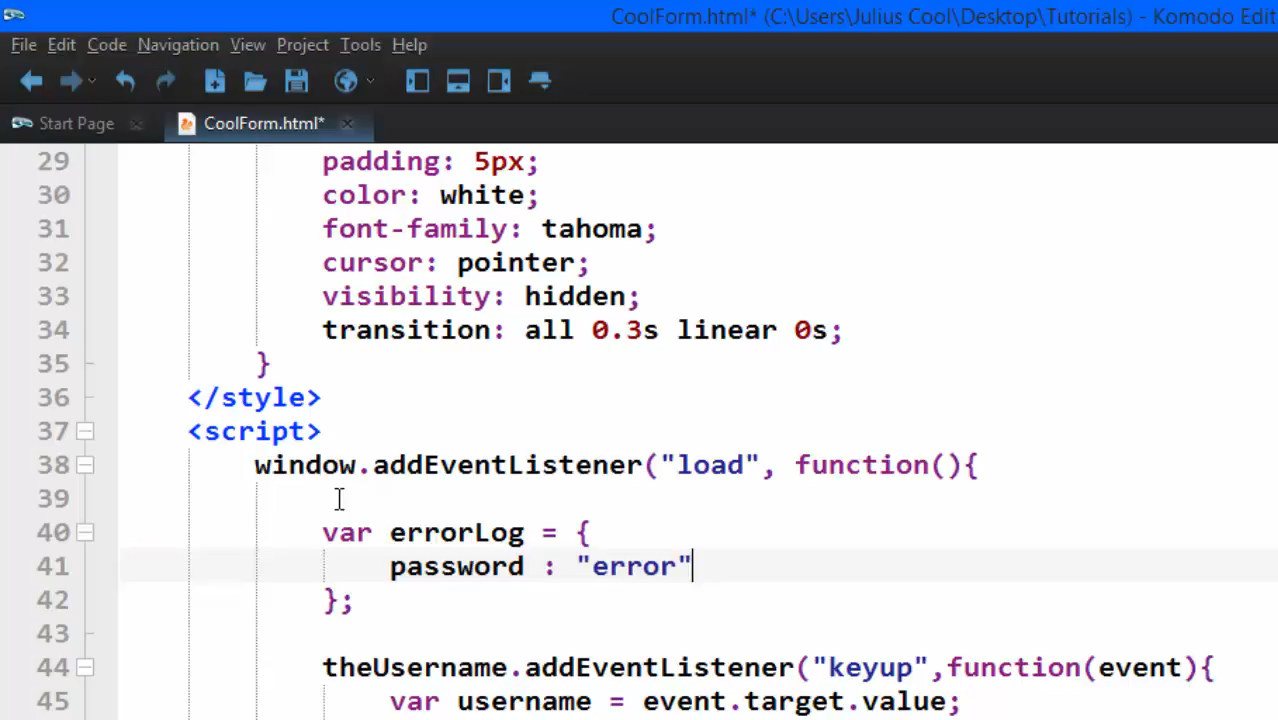 CoolForm.html* (C:\Users\Julius Cool\Desktop\Tutorials) - Komodo Edit
File Edit Code Navigation View Project Tools Help
Start Page CoolForm.html*
29 padding: 5px;
30 color: white;
31 font-family: tahoma;
32 cursor: pointer;
33 visibility: hidden;
34 transition: all 0.3s linear 0s;
35 }
36 </style>
37 <script>
38 window.addEventListener("load", function(){
39
40 var errorLog = {
41 password : "error"
42 };
43
44 theUsername.addEventListener("keyup",function(event){
45 var username = event.target.value;